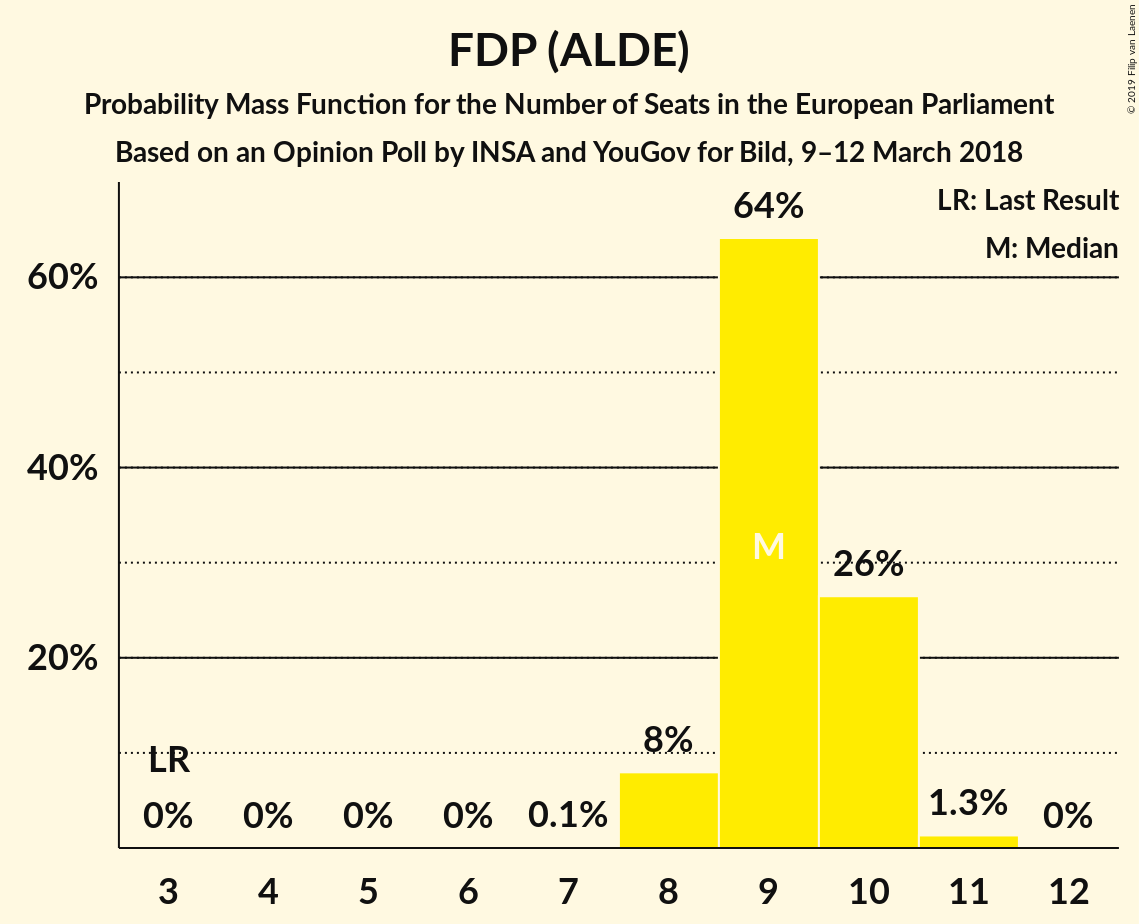 FDP (ALDE)
Probability Mass Function for the Number of Seats in the European Parliament
Based on an Opinion Poll by INSA and YouGov for Bild, 9–12 March 2018
© 2019 Filip van Laenen
LR: Last Result
M: Median
60%
40%
20%
LR
0%
0%
0%
0%
0.1%
8%
64%
M
26%
1.3%
0%
3 4 5 6 7 8 9 10 11 12